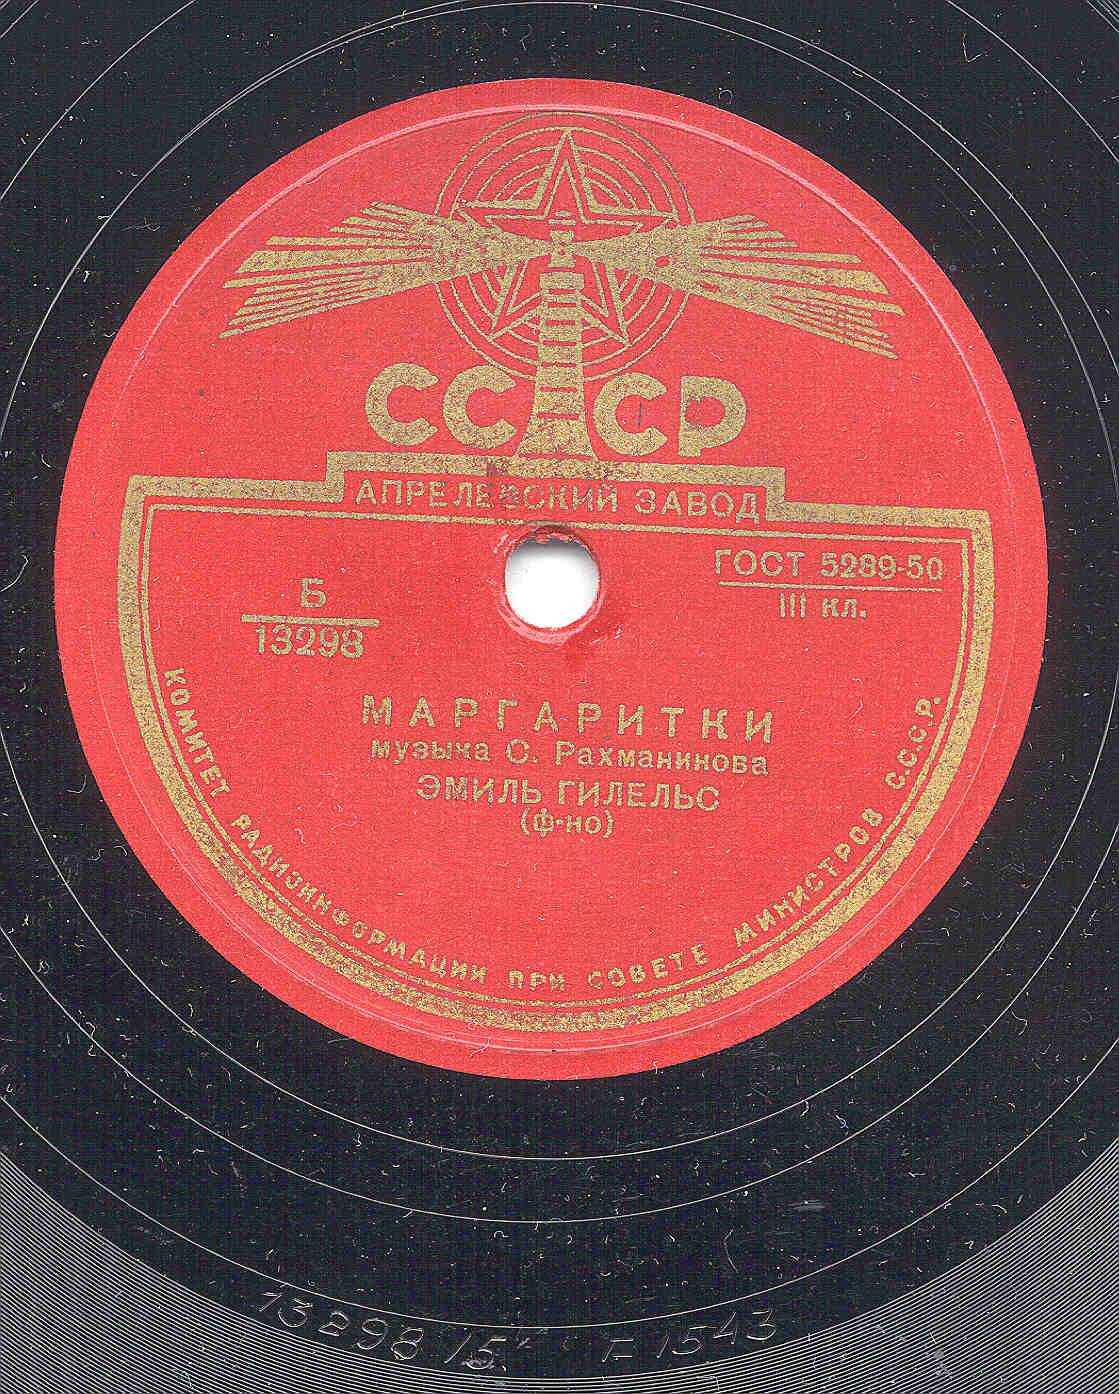 СССР
АПРЕЛЕВСКИЙ ЗАВОД
ГОСТ 5289-50
III кл.
Б
13298
МАРГАРИТКИ
музыка С. Рахманинова
ЭМИЛЬ ГИЛЕЛЬС
(ф-но)
КОМИТЕТ РАДИОИНФОРМАЦИИ ПРИ СОВЕТЕ МИНИСТРОВ С.С.С.Р.
13298 1543